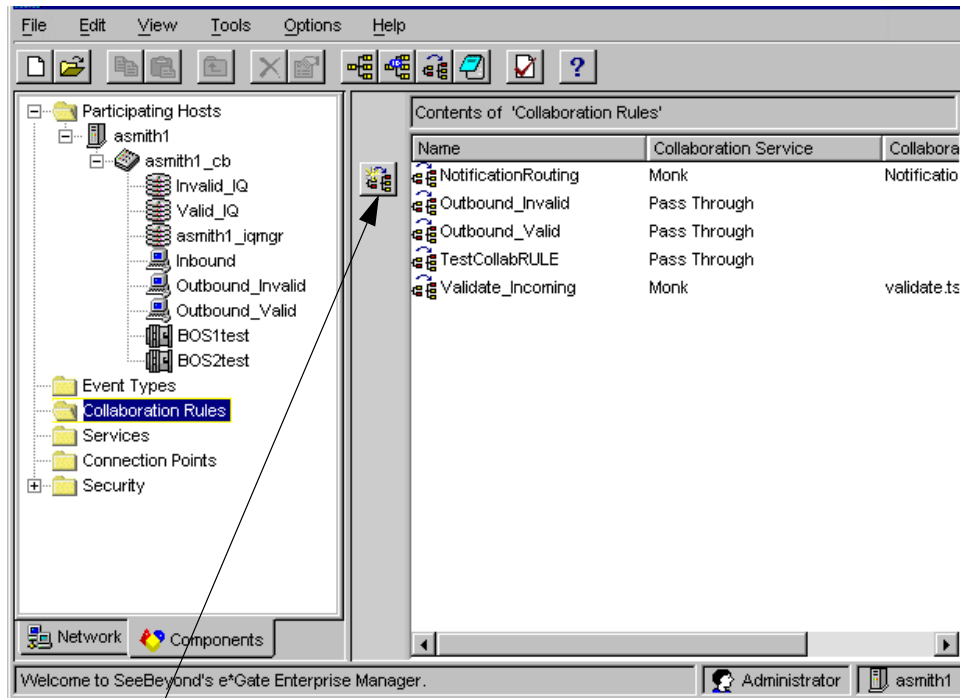 File Edit View Tools Options Help
?
Participating Hosts
asmith1
asmith1_cb
Invalid_IQ
Valid_IQ
asmith1_iqmgr
Inbound
Outbound_Invalid
Outbound_Valid
BOS1test
BOS2test
Event Types
Collaboration Rules
Services
Connection Points
Security
Network Components
Contents of 'Collaboration Rules'
Name Collaboration Service Collabora
NotificationRouting Monk Notificatio
Outbound_Invalid Pass Through
Outbound_Valid Pass Through
TestCollabRULE Pass Through
Validate_Incoming Monk validate.ts
Welcome to SeeBeyond's e*Gate Enterprise Manager. Administrator asmith1